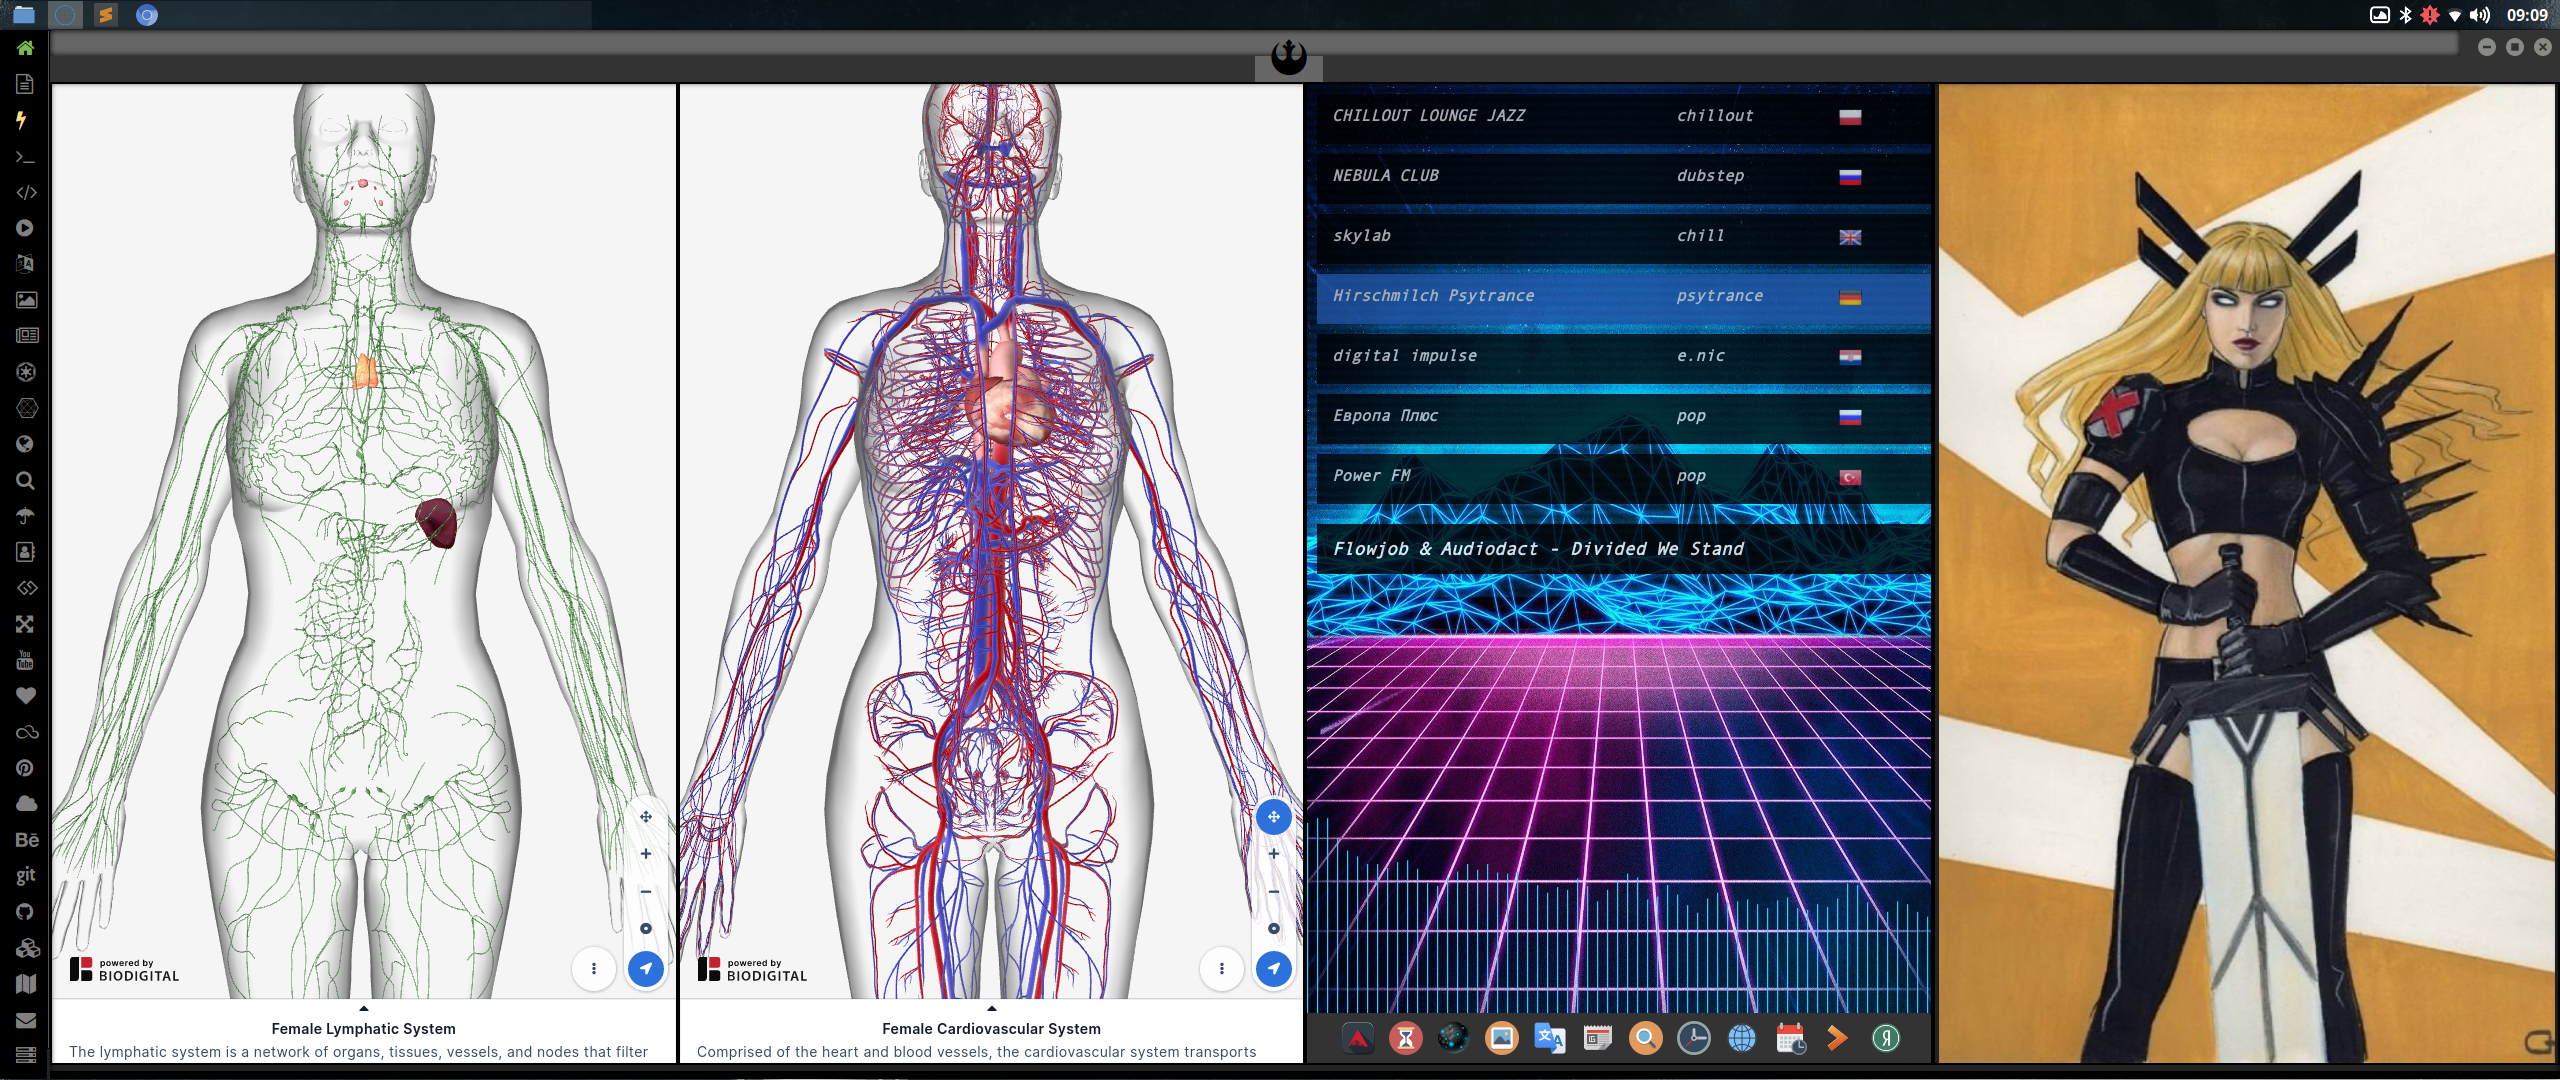 09:09
CHILLOUT LOUNGE JAZZ chillout
NEBULA CLUB dubstep
skylab chill
Hirschmilch Psytrance psytrance
digital impulse e.nic
Европа Плюс pop
Power FM pop
Flowjob & Audiodact - Divided We Stand
You
Tube
Bē
git
powered by
BIODIGITAL
Female Lymphatic System
The lymphatic system is a network of organs, tissues, vessels, and nodes that filter
powered by
BIODIGITAL
Female Cardiovascular System
Comprised of the heart and blood vessels, the cardiovascular system transports
Я